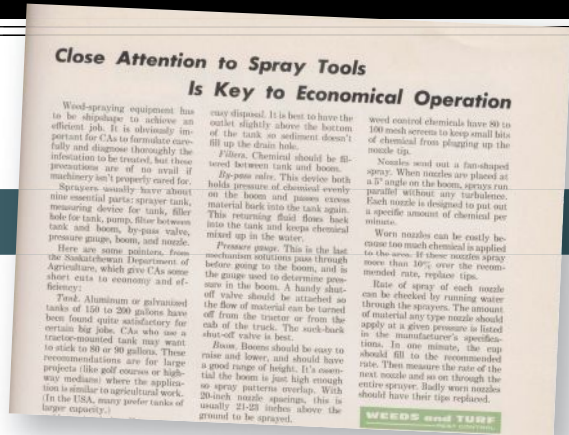 Close Attention to Spray Tools
Is Key to Economical Operation
Weed-spraying equipment has
to be shipshape to achieve an
efficient job. It is obviously im-
portant for CAs to formulate care-
fully and diagnose thoroughly the
infestation to be treated, but these
precautions are of no avail if
machinery isn't properly cared for.
Sprayers usually have about
nine essential parts: sprayer tank,
measuring device for tank, filler
hole for tank, pump, filter between
tank and boom, by-pass valve,
pressure gauge, boom, and nozzle.
Here are some pointers, from
the Saskatchewan Department of
Agriculture, which give CAs some
short cuts to economy and ef-
ficiency:
Tank. Aluminum or galvanized
tanks of 150 to 200 gallons have
been found quite satisfactory for
certain big jobs. CAs who use a
tractor-mounted tank may want
to stick to 80 or 90 gallons. These
recommendations are for large
projects (like golf courses or high-
way medians) where the applica-
tion is similar to agricultural work.
(In the USA, many prefer tanks of
larger capacity.)
easy disposal. It is best to have the
outlet slightly above the bottom
of the tank so sediment doesn't
fill up the drain hole.
Filters. Chemical should be fil-
tered between tank and boom.
By-pass valve. This device both
holds pressure of chemical evenly
on the boom and passes excess
material back into the tank again.
This returning fluid flows back
into the tank and keeps chemical
mixed up in the water.
Pressure gauge. This is the last
mechanism solutions pass through
before going to the boom, and is
the gauge used to determine pres-
sure in the boom. A handy shut-
off valve should be attached so
the flow of material can be turned
off from the tractor or from the
cab of the truck. The suck-back
shut-off valve is best.
Boom. Booms should be easy to
raise and lower, and should have
a good range of height. It's essen-
tial the boom is just high enough
so spray patterns overlap. With
20-inch nozzle spacings, this is
usually 21-23 inches above the
ground to be sprayed.
weed control chemicals have 80 to
100 mesh screens to keep small bits
of chemical from plugging up the
nozzle tip.
Nozzles send out a fan-shaped
spray. When nozzles are placed at
a 5° angle on the boom, sprays run
parallel without any turbulence.
Each nozzle is designed to put out
a specific amount of chemical per
minute.
Worn nozzles can be costly be-
cause too much chemical is applied
to the area. If these nozzles spray
more than 10% over the recom-
mended rate, replace tips.
Rate of spray of each nozzle
can be checked by running water
through the sprayers. The amount
of material any type nozzle should
apply at a given pressure is listed
in the manufacturer's specifica-
tions. In one minute, the cup
should fill to the recommended
rate. Then measure the rate of the
next nozzle and so on through the
entire sprayer. Badly worn nozzles
should have their tips replaced.
WEEDS and TURF
PEST CONTROL